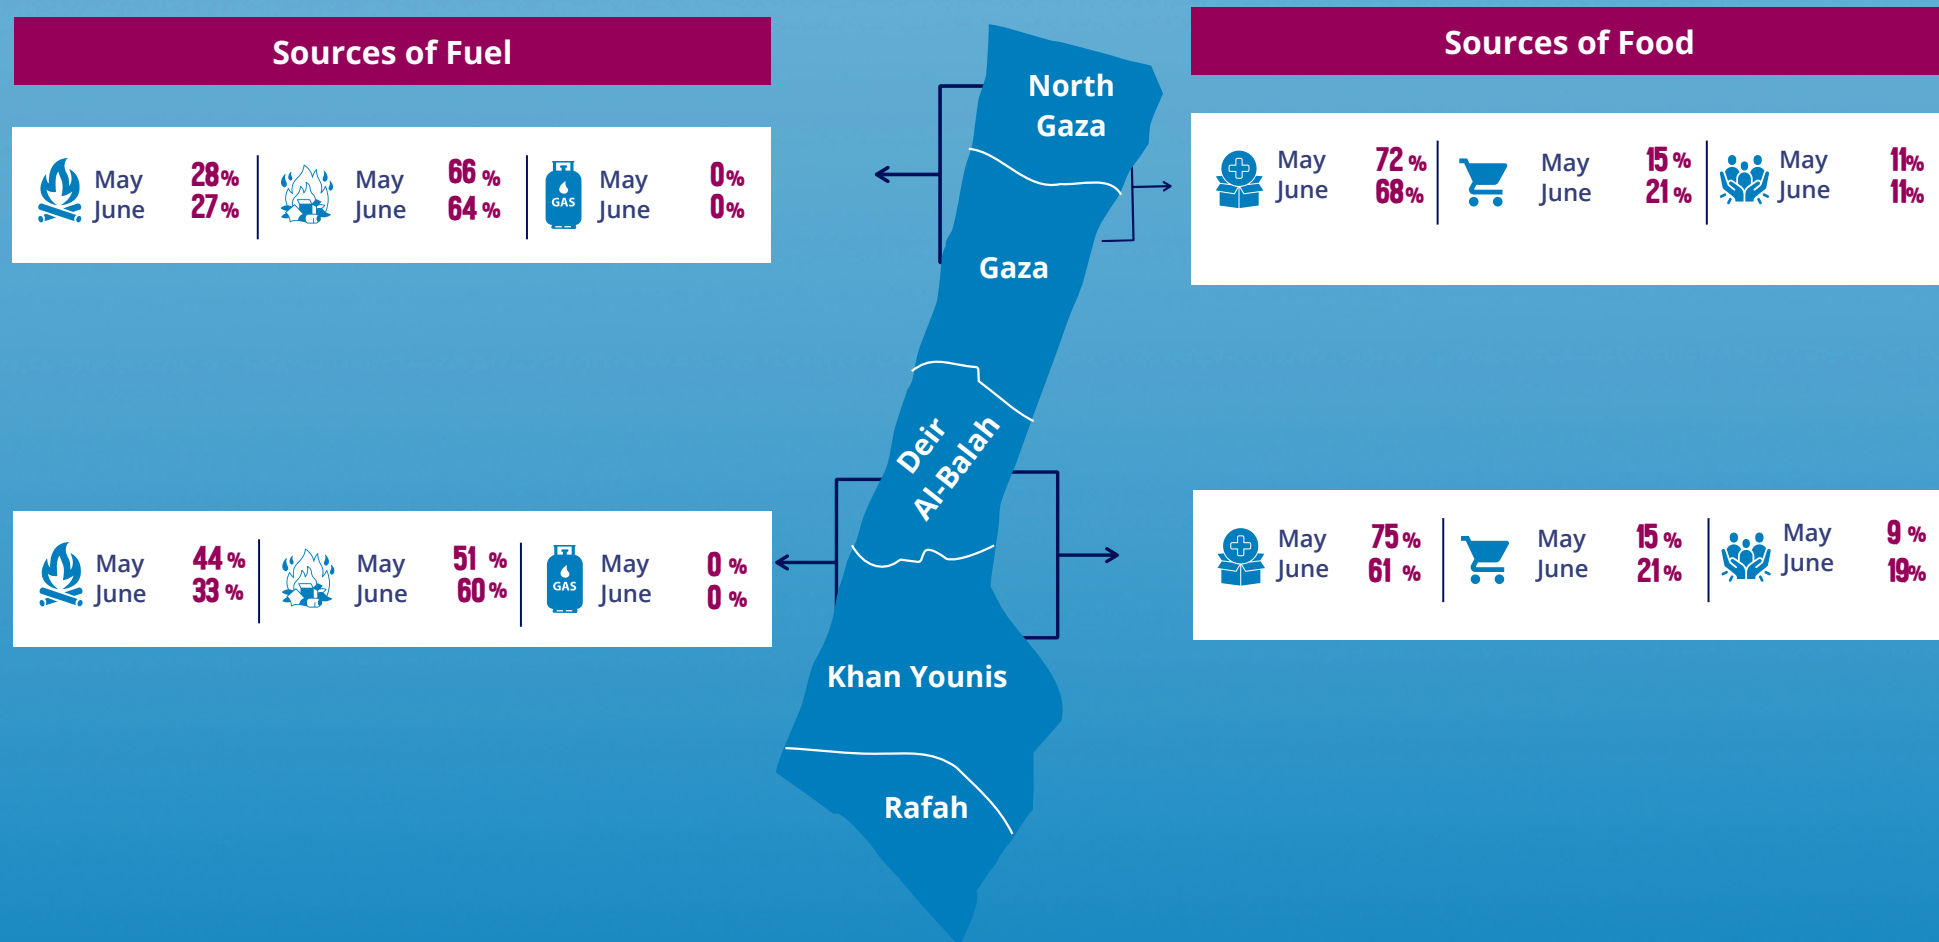 Sources of Fuel
May 28% May 66% May 0%
June 27% June 64% GAS June 0%
May 44% May 51% May 0%
June 33% June 60% GAS June 0%
North
Gaza
Gaza
Deir
Al-Balah
Khan Younis
Rafah
Sources of Food
May 72% May 15% May 11%
June 68% June 21% June 11%
May 75% May 15% May 9%
June 61% June 21% June 19%